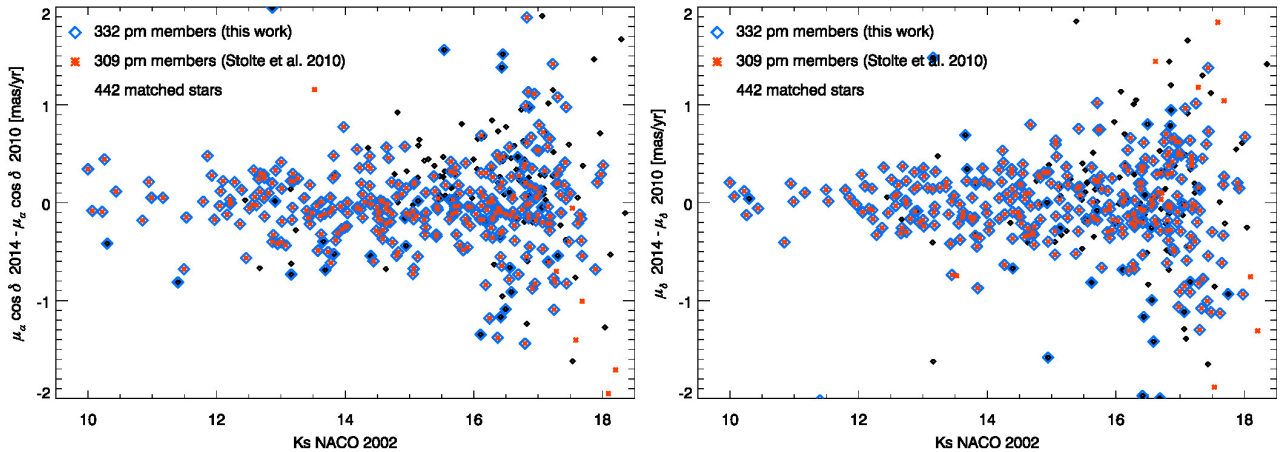 2
1
0
-1
-2
μα cos δ 2014 - μα cos δ 2010 [mas/yr]
332 pm members (this work)
309 pm members (Stolte et al. 2010)
442 matched stars
10 12 14 16 18
Ks NACO 2002
2
1
0
-1
-2
μδ 2014 - μδ 2010 [mas/yr]
332 pm members (this work)
309 pm members (Stolte et al. 2010)
442 matched stars
10 12 14 16 18
Ks NACO 2002